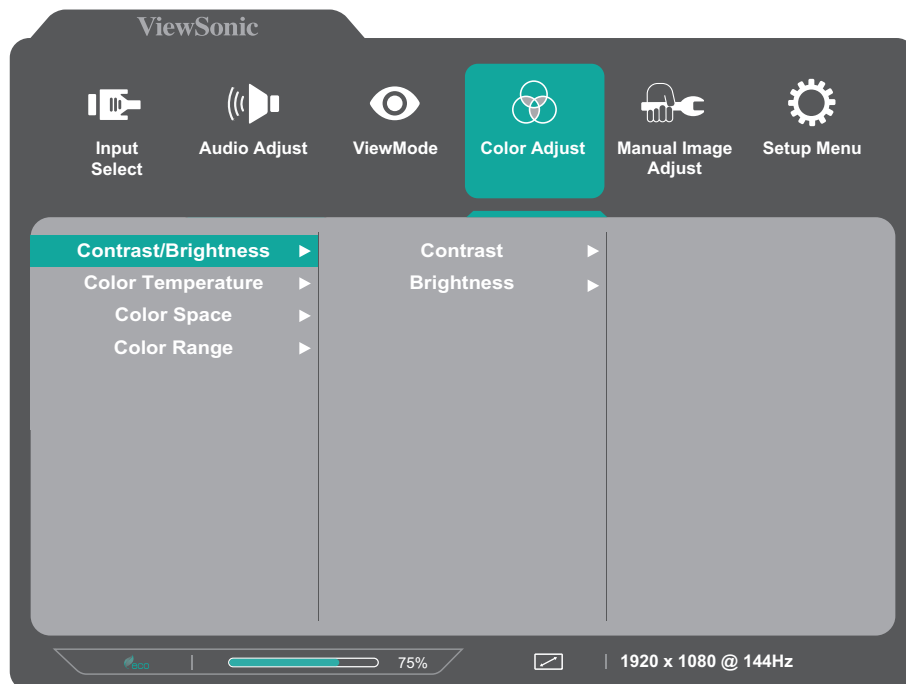 ViewSonic
Input
Select
Audio Adjust
ViewMode
Color Adjust
Manual Image
Adjust
Setup Menu
Contrast/Brightness
Color Temperature
Color Space
Color Range
Contrast
Brightness
eco
75%
1920 x 1080 @ 144Hz